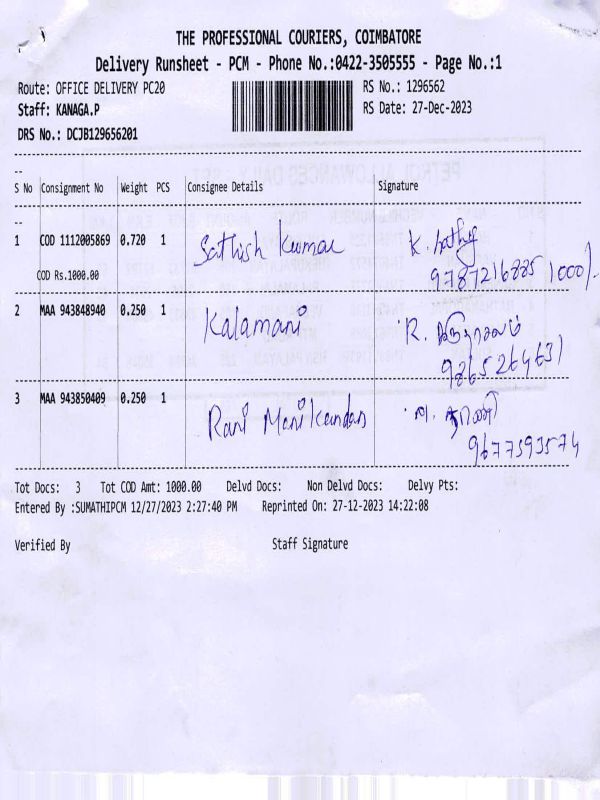 THE PROFESSIONAL COURIERS, COIMBATORE
Delivery Runsheet - PCM - Phone No.:0422-3505555 - Page No.:1
Route: OFFICE DELIVERY PC20 RS No.: 1296562
Staff: KANAGA.P RS Date: 27-Dec-2023
DRS No.: DCJB129656201
--
S No Consignment No Weight PCS Consignee Details Signature
--
1 COD 1112005869 0.720 1 Sathish Kumar K.
COD Rs.1000.00 9787216885 1000/-
2 MAA 943848940 0.250 1 Kalamani R.
9865264631
3 MAA 943850409 0.250 1 Rani Manikandan
9677393574
Tot Docs: 3 Tot COD Amt: 1000.00 Delvd Docs: Non Delvd Docs: Delvy Pts:
Entered By :SUMATHIPCM 12/27/2023 2:27:40 PM Reprinted On: 27-12-2023 14:22:08
Verified By Staff Signature